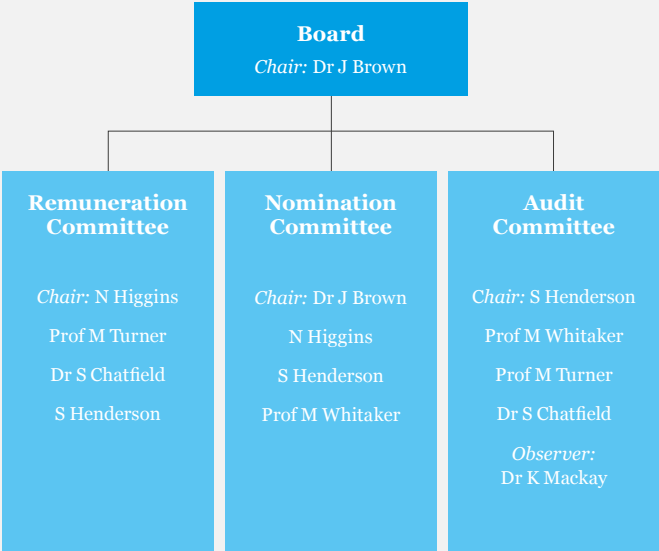 Board
Chair: Dr J Brown
Remuneration
Committee
Chair: N Higgins
Prof M Turner
Dr S Chatfield
S Henderson
Nomination
Committee
Chair: Dr J Brown
N Higgins
S Henderson
Prof M Whitaker
Audit
Committee
Chair: S Henderson
Prof M Whitaker
Prof M Turner
Dr S Chatfield
Observer:
Dr K Mackay